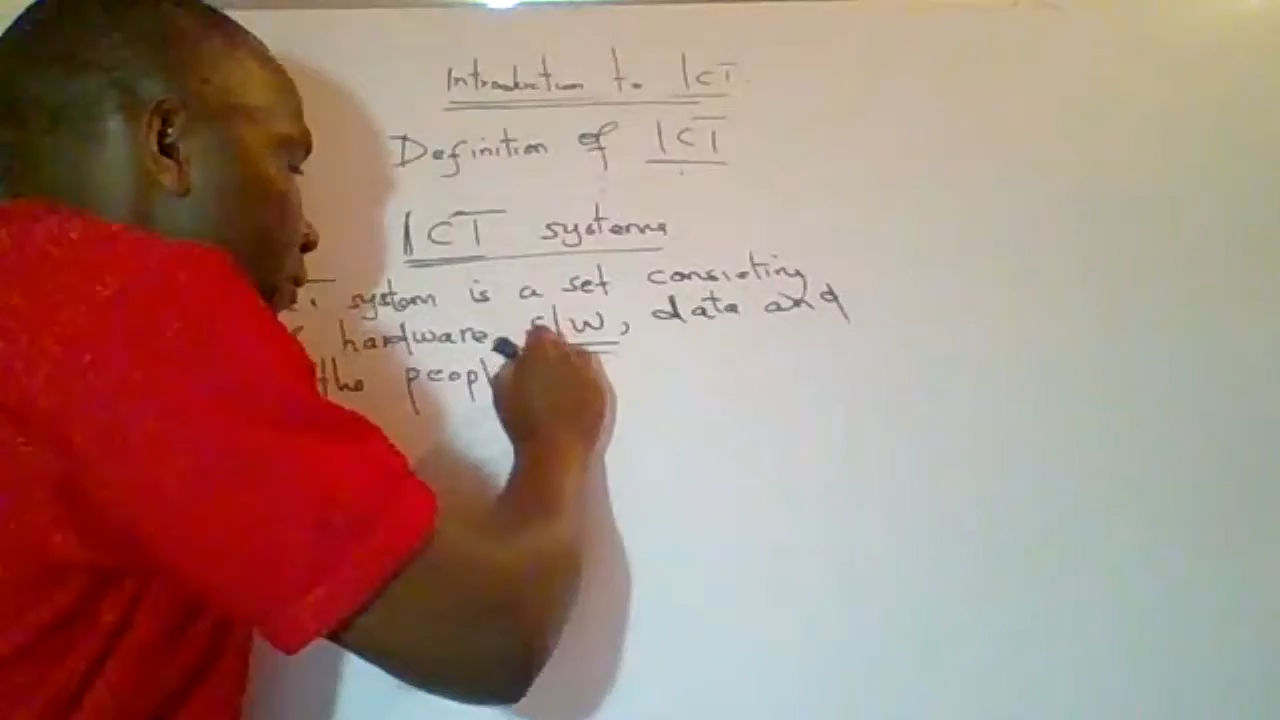 Introduction to ICT
Definition of ICT
ICT systems
system is a set consisting
hardware, S/W, data and
the peopl